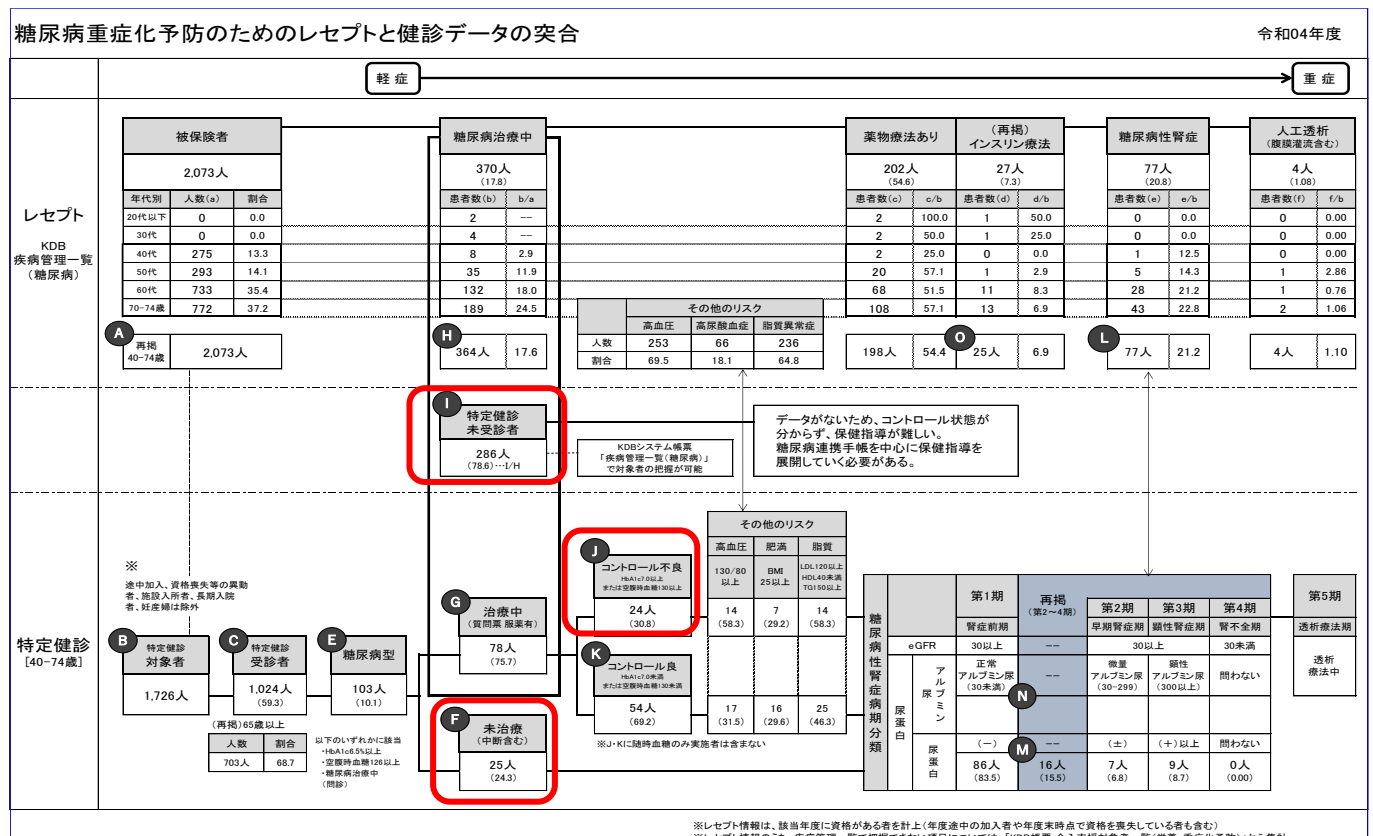 糖尿病重症化予防のためのレセプトと健診データの突合
令和04年度
軽症
重症
レセプト
KDB
疾病管理一覧
（糖尿病）
被保険者
2,073人
年代別 人数(a) 割合
20代以下 0 0.0
30代 0 0.0
40代 275 13.3
50代 293 14.1
60代 733 35.4
70-74歳 772 37.2
A
再掲
40-74歳
2,073人
糖尿病治療中
370人
(17.8)
患者数(b) b/a
2 --
4 --
8 2.9
35 11.9
132 18.0
189 24.5
H
364人 17.6
その他のリスク
高血圧 高尿酸血症 脂質異常症
人数 253 66 236
割合 69.5 18.1 64.8
薬物療法あり
202人
(54.6)
患者数(c) c/b
2 100.0
2 50.0
2 25.0
20 57.1
68 51.5
108 57.1
198人 54.4
(再掲)
インスリン療法
27人
(7.3)
患者数(d) d/b
1 50.0
1 25.0
0 0.0
1 2.9
11 8.3
13 6.9
O
25人 6.9
糖尿病性腎症
77人
(20.8)
患者数(e) e/b
0 0.0
0 0.0
1 12.5
5 14.3
28 21.2
43 22.8
L
77人 21.2
人工透析
(腹膜灌流含む)
4人
(1.08)
患者数(f) f/b
0 0.00
0 0.00
0 0.00
1 2.86
1 0.76
2 1.06
4人 1.10
I
特定健診
未受診者
286人
(78.6)…I/H
KDBシステム帳票
「疾病管理一覧(糖尿病)」
で対象者の把握が可能
データがないため、コントロール状態が
分からず、保健指導が難しい。
糖尿病連携手帳を中心に保健指導を
展開していく必要がある。
特定健診
[40-74歳]
※
途中加入、資格喪失等の異動
者、施設入所者、長期入院
者、妊産婦は除外
B
特定健診
対象者
1,726人
C
特定健診
受診者
1,024人
(59.3)
(再掲)65歳以上
人数 割合
703人 68.7
E
糖尿病型
103人
(10.1)
以下のいずれかに該当
・HbA1c6.5%以上
・空腹時血糖126以上
・糖尿病治療中
(問診)
G
治療中
(質問票 服薬有)
78人
(75.7)
F
未治療
(中断含む)
25人
(24.3)
J
コントロール不良
HbA1c7.0以上
または空腹時血糖130以上
24人
(30.8)
K
コントロール良
HbA1c7.0未満
または空腹時血糖130未満
54人
(69.2)
※J・Kに随時血糖のみ実施者は含まない
その他のリスク
高血圧 肥満 脂質
130/80
以上
BMI
25以上
LDL120以上
HDL40未満
TG150以上
14 7 14
(58.3) (29.2) (58.3)
17 16 25
(31.5) (29.6) (46.3)
糖尿病性腎症病期分類
第1期
再掲
(第2～4期)
第2期 第3期 第4期
腎症前期 早期腎症期 顕性腎症期 腎不全期
eGFR 30以上 -- 30以上 30未満
尿蛋白
尿アルブミン
正常
アルブミン尿
(30未満)
--
微量
アルブミン尿
(30-299)
顕性
アルブミン尿
(300以上)
問わない
N
尿蛋白
(－) -- (±) (＋)以上 問わない
M
86人 16人 7人 9人 0人
(83.5) (15.5) (6.8) (8.7) (0.00)
第5期
透析療法期
透析
療法中
※レセプト情報は、該当年度に資格がある者を計上(年度途中の加入者や年度末時点で資格を喪失している者も含む)